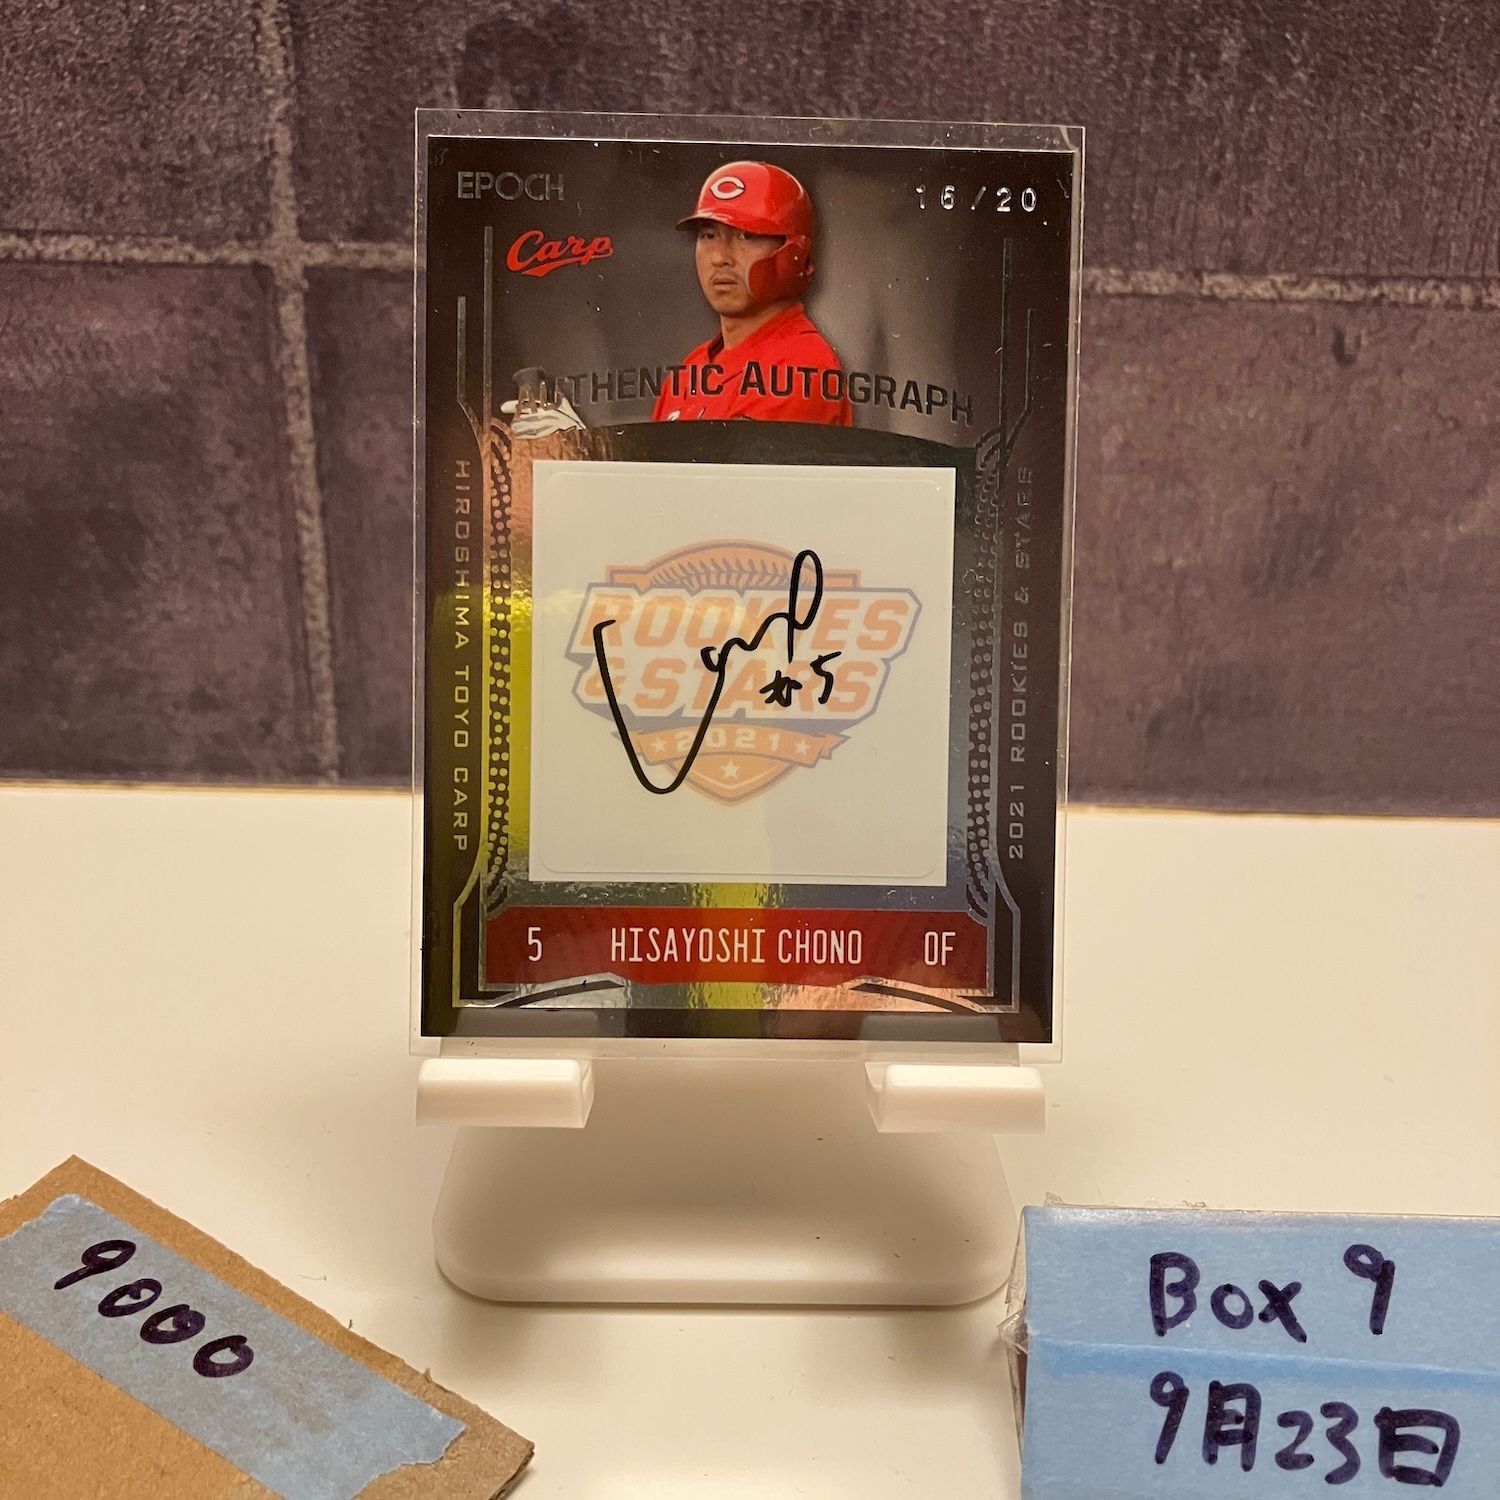 EPOCH
16/20
Carp
AUTHENTIC AUTOGRAPH
HIROSHIMA TOYO CARP
2021 ROOKIES & STARS
ROOKIES
& STARS
2021
#5
5 HISAYOSHI CHONO OF
9000
Box 9
9月23日